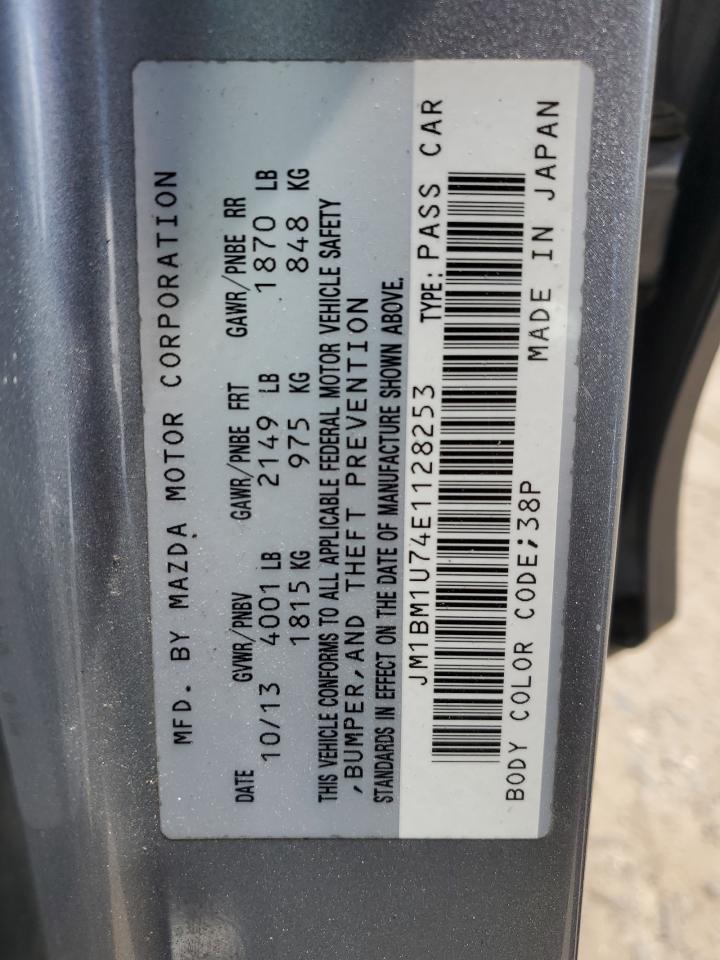 MFD. BY MAZDA MOTOR CORPORATION
DATE GVWR/PNBV GAWR/PNBE FRT GAWR/PNBE RR
10/13 4001 LB 2149 LB 1870 LB
1815 KG 975 KG 848 KG
THIS VEHICLE CONFORMS TO ALL APPLICABLE FEDERAL MOTOR VEHICLE SAFETY
,BUMPER,AND THEFT PREVENTION
STANDARDS IN EFFECT ON THE DATE OF MANUFACTURE SHOWN ABOVE.
JM1BM1U74E1128253 TYPE: PASS CAR
BODY COLOR CODE;38P MADE IN JAPAN